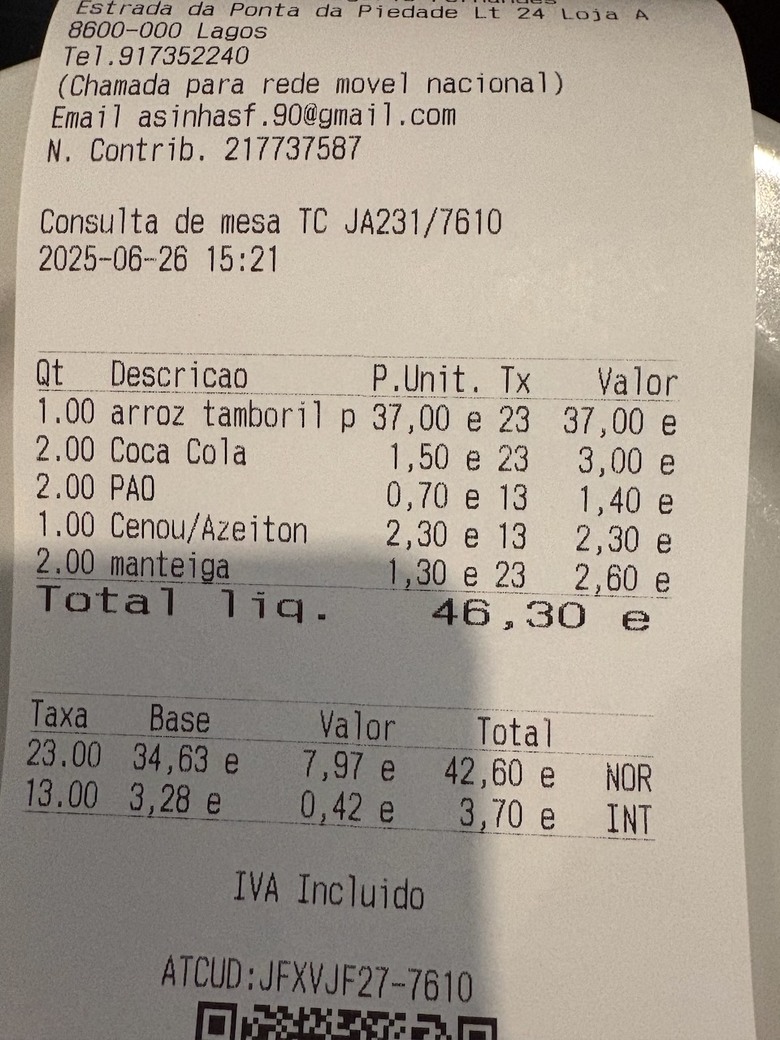 Estrada da Ponta da Piedade Lt 24 Loja A
8600-000 Lagos
Tel.917352240
(Chamada para rede movel nacional)
Email asinhasf.90@gmail.com
N. Contrib. 217737587
Consulta de mesa TC JA231/7610
2025-06-26 15:21
Qt Descricao P.Unit. Tx Valor
1.00 arroz tamboril p 37,00 e 23 37,00 e
2.00 Coca Cola 1,50 e 23 3,00 e
2.00 PAO 0,70 e 13 1,40 e
1.00 Cenou/Azeiton 2,30 e 13 2,30 e
2.00 manteiga 1,30 e 23 2,60 e
Total liq. 46,30 e
Taxa Base Valor Total
23.00 34,63 e 7,97 e 42,60 e NOR
13.00 3,28 e 0,42 e 3,70 e INT
IVA Incluido
ATCUD:JFXVJF27-7610